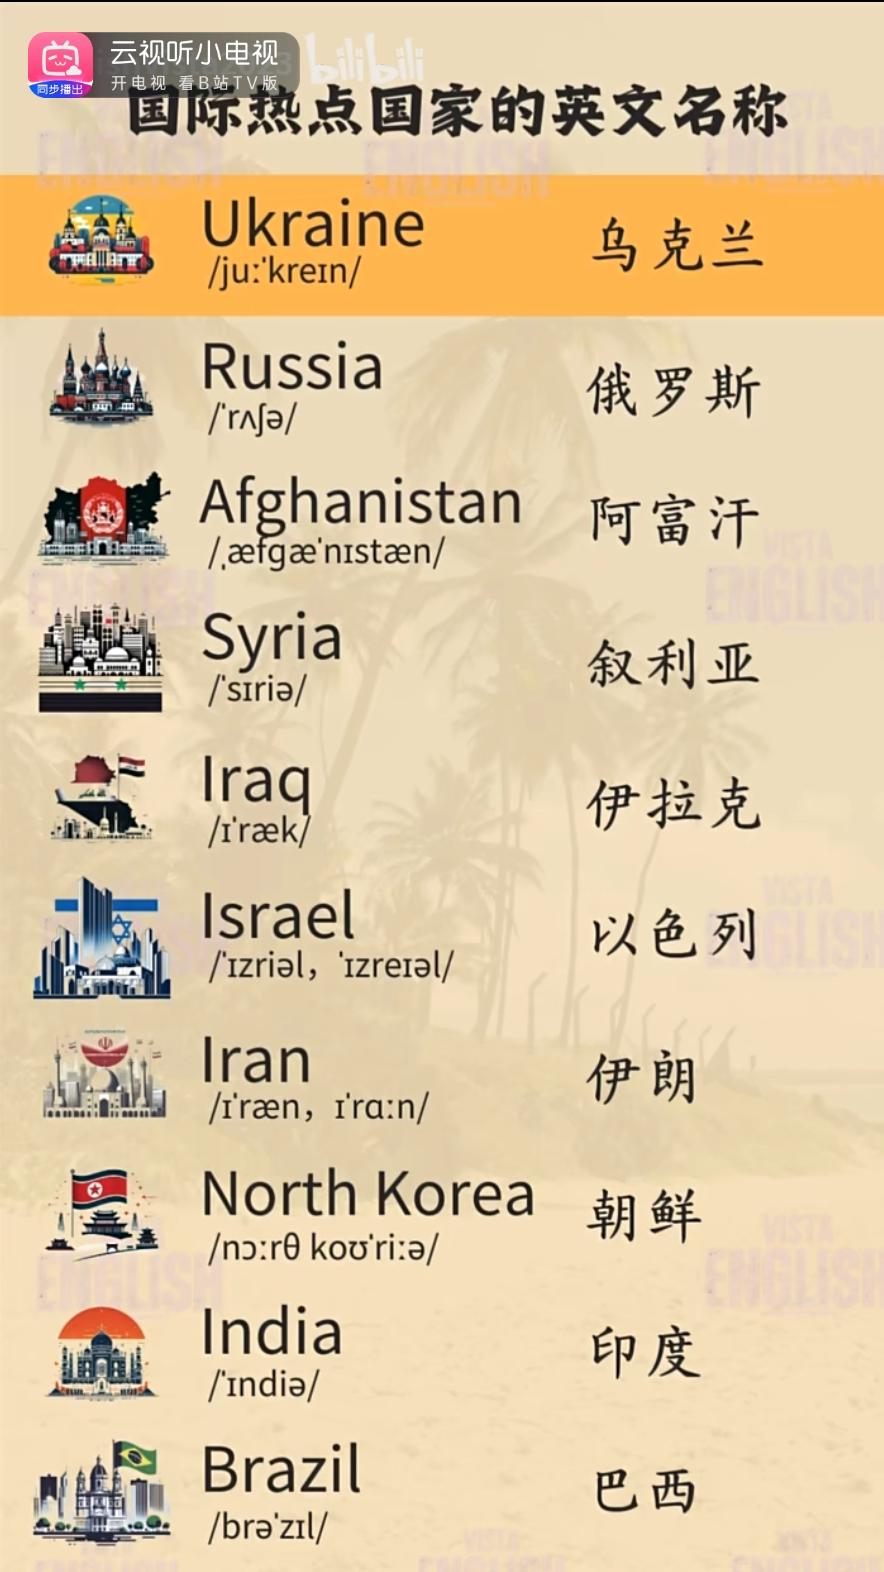 云视听小电视
开电视 看B站TV版
同步播出
bilibili
国际热点国家的英文名称
Ukraine 乌克兰
/juːˈkreɪn/
Russia 俄罗斯
/ˈrʌʃə/
Afghanistan 阿富汗
/ˌæfɡæˈnɪstæn/
Syria 叙利亚
/ˈsɪriə/
Iraq 伊拉克
/ɪˈræk/
Israel 以色列
/ˈɪzriəl，ˈɪzreɪəl/
Iran 伊朗
/ɪˈræn，ɪˈrɑːn/
North Korea 朝鲜
/nɔːrθ koʊˈriːə/
India 印度
/ˈɪndiə/
Brazil 巴西
/brəˈzɪl/
VISTA
ENGLISH